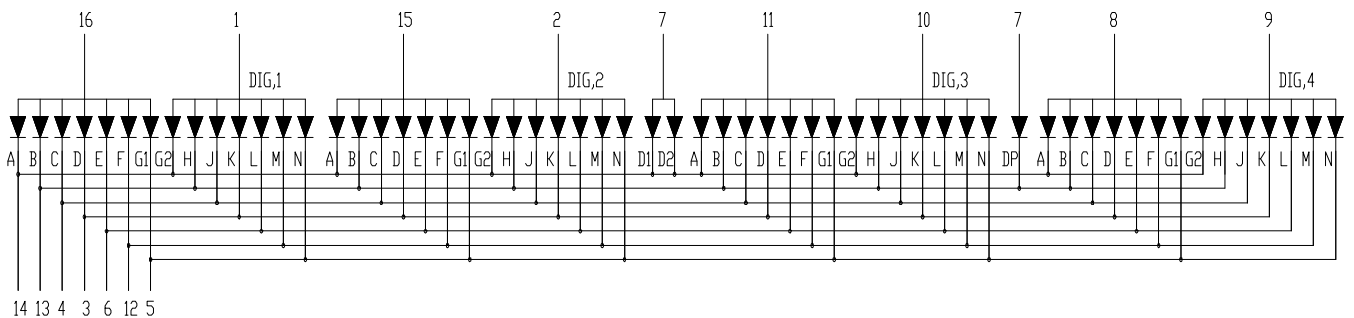 16 1 15 2 7 11 10 7 8 9
DIG,1 DIG,2 DIG,3 DIG,4
A B C D E F G1 G2 H J K L M N A B C D E F G1 G2 H J K L M N D1 D2 A B C D E F G1 G2 H J K L M N DP A B C D E F G1 G2 H J K L M N
14 13 4 3 6 12 5